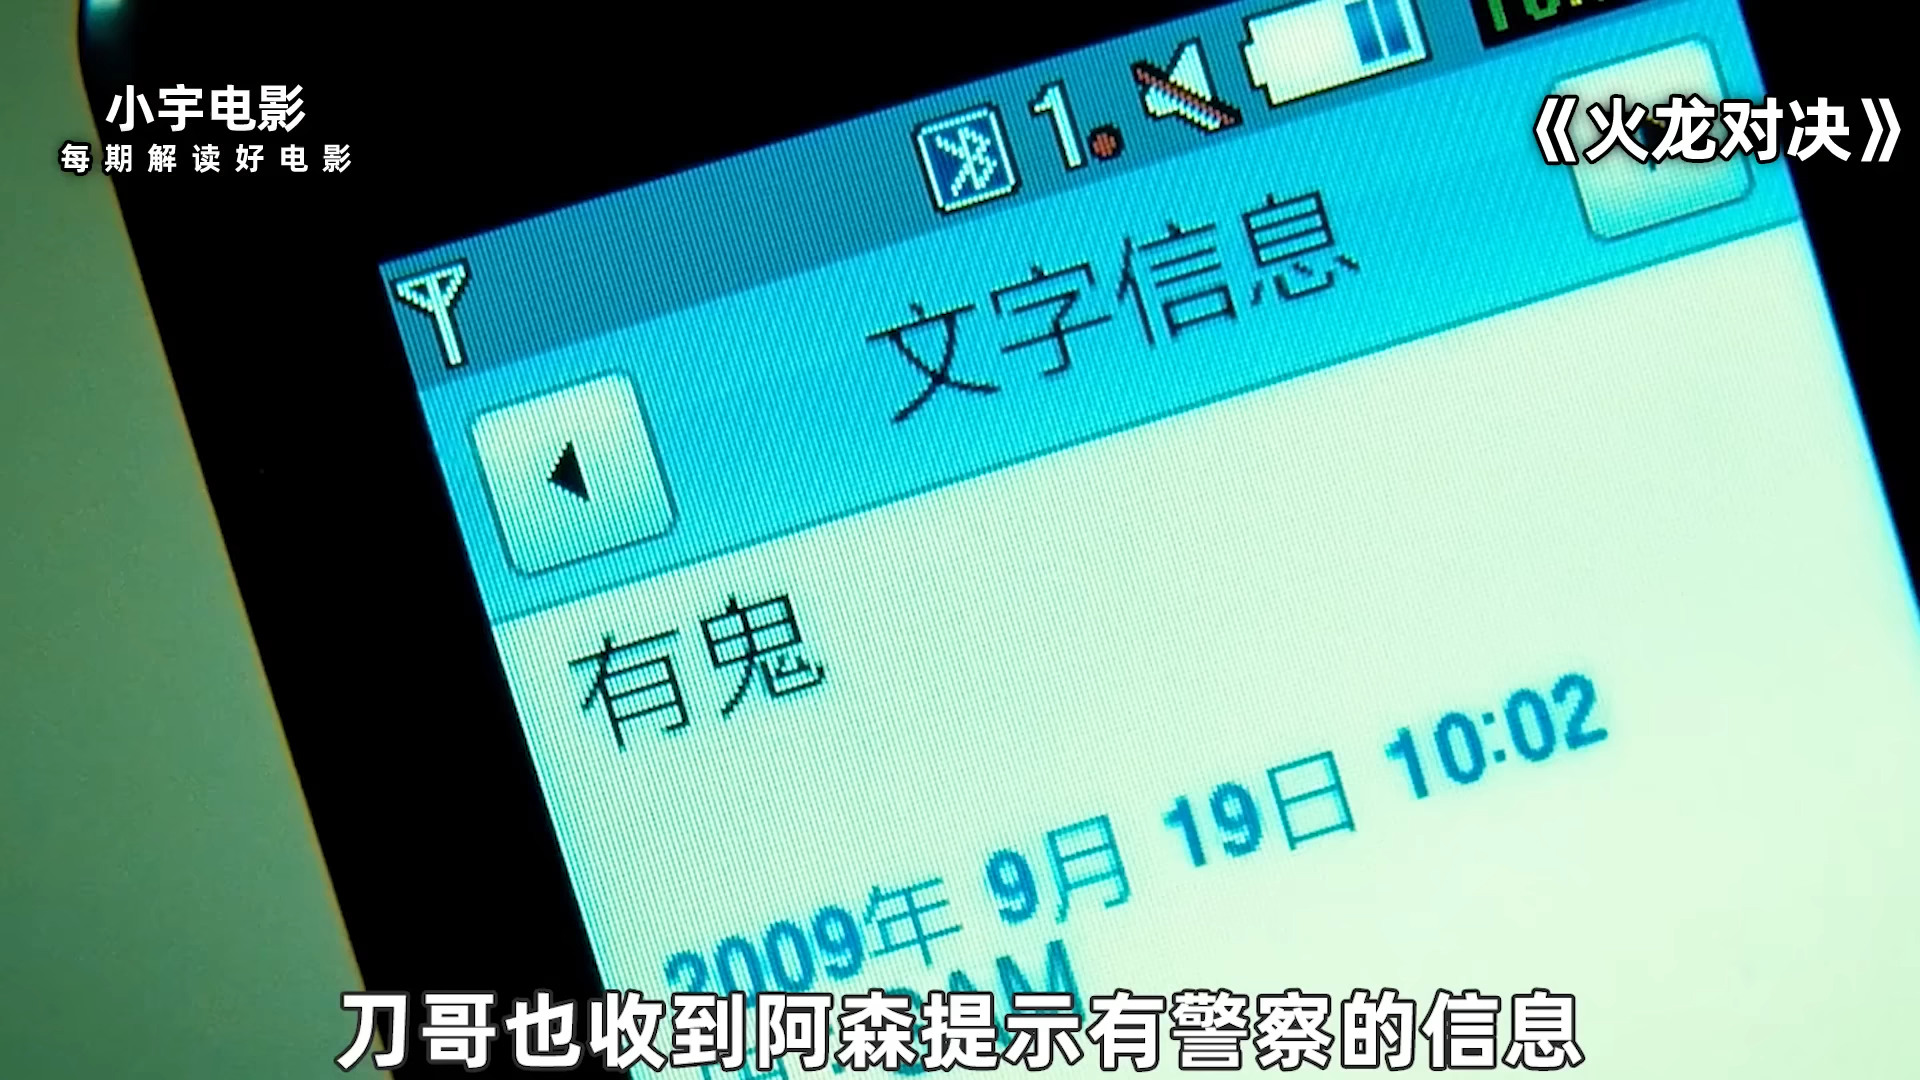 小宇电影
每期解读好电影
《火龙对决》
1
文字信息
有鬼
2009年 9月 19日 10:02
AM
刀哥也收到阿森提示有警察的信息